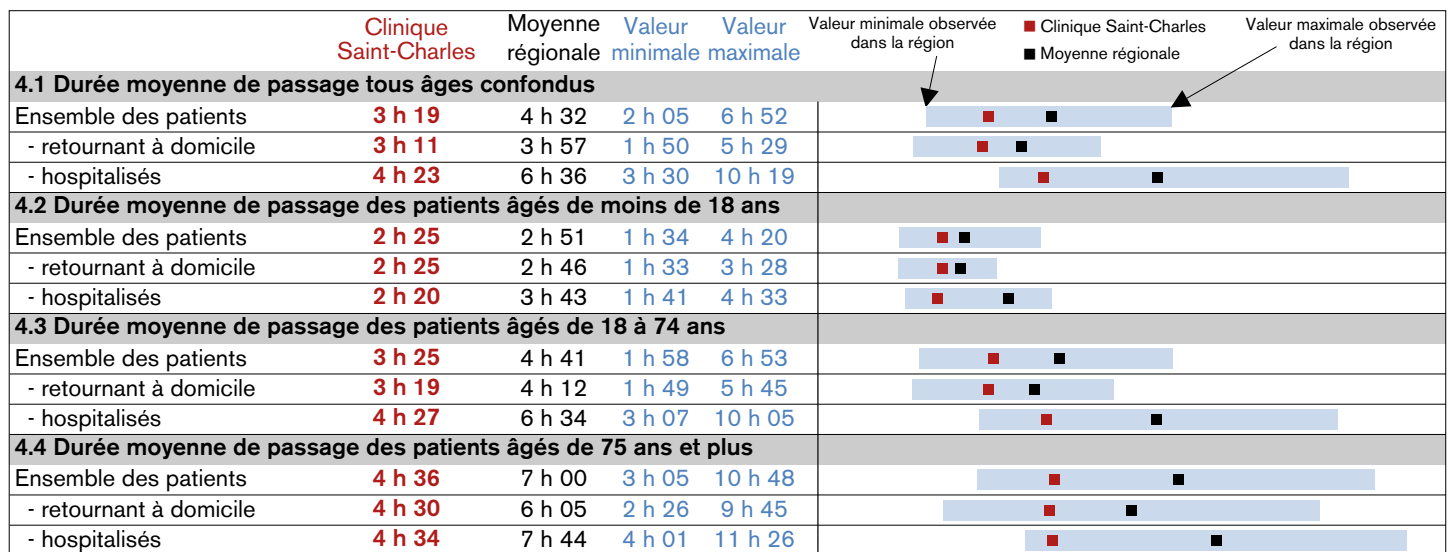 Clinique Saint-Charles Moyenne régionale Valeur minimale Valeur maximale
Valeur minimale observée dans la région
Clinique Saint-Charles
Moyenne régionale
Valeur maximale observée dans la région
4.1 Durée moyenne de passage tous âges confondus
Ensemble des patients 3 h 19 4 h 32 2 h 05 6 h 52
- retournant à domicile 3 h 11 3 h 57 1 h 50 5 h 29
- hospitalisés 4 h 23 6 h 36 3 h 30 10 h 19
4.2 Durée moyenne de passage des patients âgés de moins de 18 ans
Ensemble des patients 2 h 25 2 h 51 1 h 34 4 h 20
- retournant à domicile 2 h 25 2 h 46 1 h 33 3 h 28
- hospitalisés 2 h 20 3 h 43 1 h 41 4 h 33
4.3 Durée moyenne de passage des patients âgés de 18 à 74 ans
Ensemble des patients 3 h 25 4 h 41 1 h 58 6 h 53
- retournant à domicile 3 h 19 4 h 12 1 h 49 5 h 45
- hospitalisés 4 h 27 6 h 34 3 h 07 10 h 05
4.4 Durée moyenne de passage des patients âgés de 75 ans et plus
Ensemble des patients 4 h 36 7 h 00 3 h 05 10 h 48
- retournant à domicile 4 h 30 6 h 05 2 h 26 9 h 45
- hospitalisés 4 h 34 7 h 44 4 h 01 11 h 26